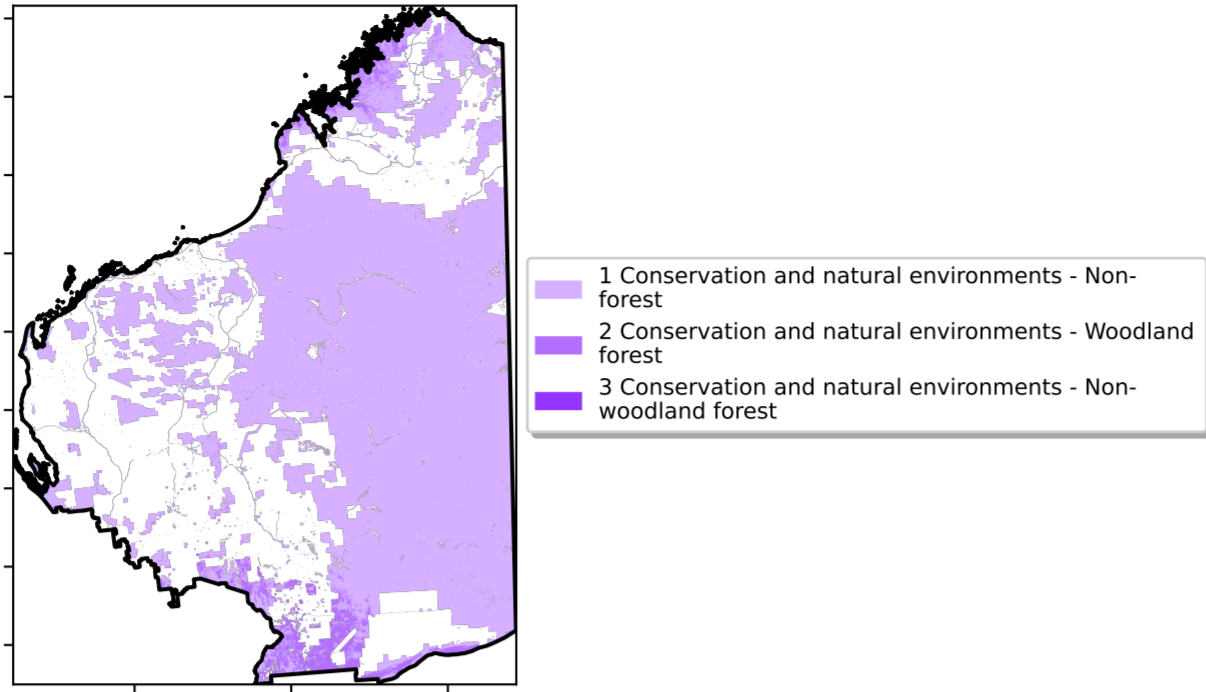 1 Conservation and natural environments - Non-
forest
2 Conservation and natural environments - Woodland
forest
3 Conservation and natural environments - Non-
woodland forest